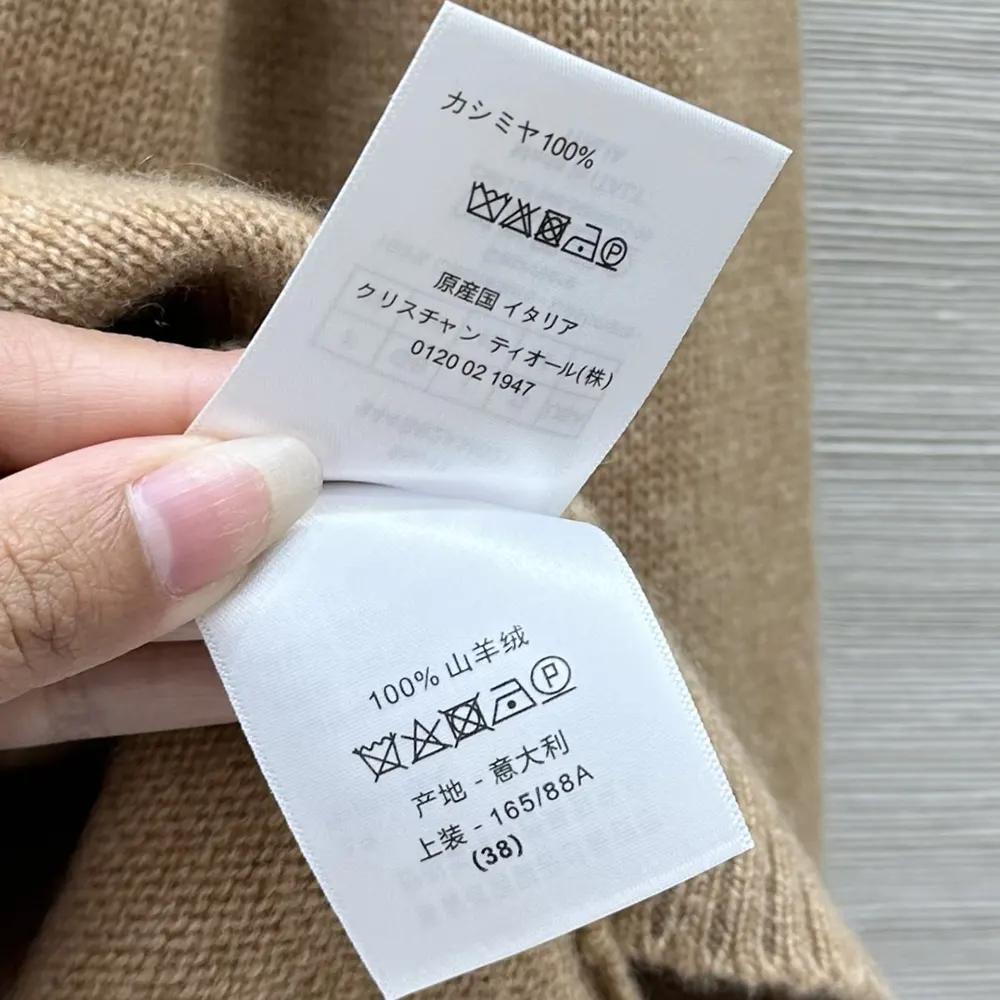 カシミヤ100%
P
原産国 イタリア
クリスチャン ティオール(株)
0120 02 1947
100% 山羊绒
P
产地 - 意大利
上装 - 165/88A
(38)